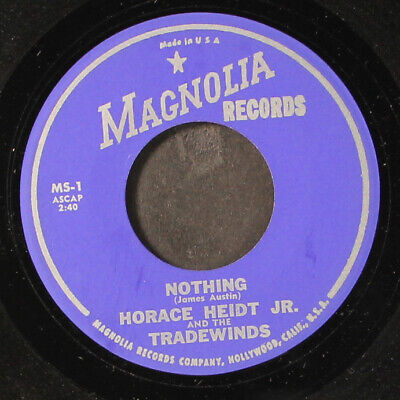 Made in U S A
MAGNOLIA
RECORDS
MS-1
ASCAP
2:40
NOTHING
(James Austin)
HORACE HEIDT JR.
AND THE
TRADEWINDS
MAGNOLIA RECORDS COMPANY, HOLLYWOOD, CALIF., U.S.A.